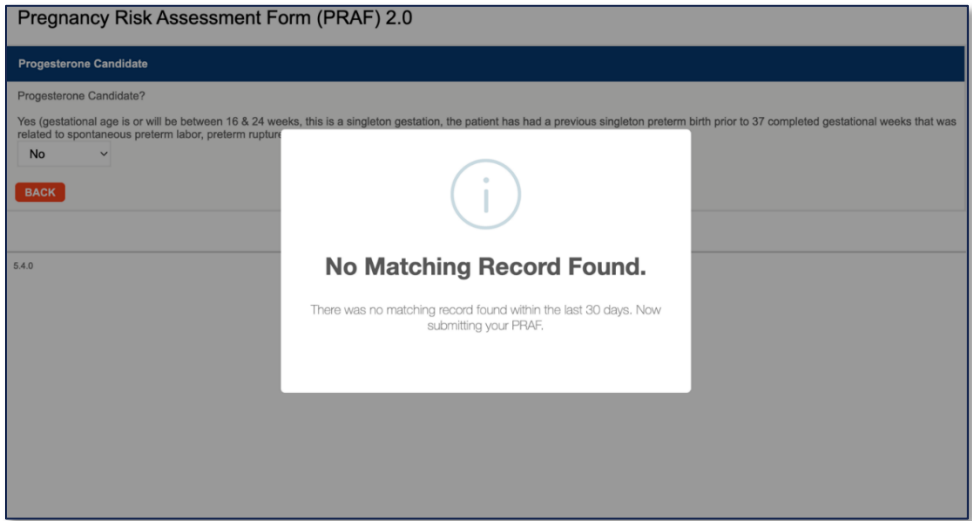 Pregnancy Risk Assessment Form (PRAF) 2.0
Progesterone Candidate
Progesterone Candidate?
Yes (gestational age is or will be between 16 & 24 weeks, this is a singleton gestation, the patient has had a previous singleton preterm birth prior to 37 completed gestational weeks that was
related to spontaneous preterm labor, preterm rupture
No
BACK
i
No Matching Record Found.
5.4.0
There was no matching record found within the last 30 days. Now
submitting your PRAF.